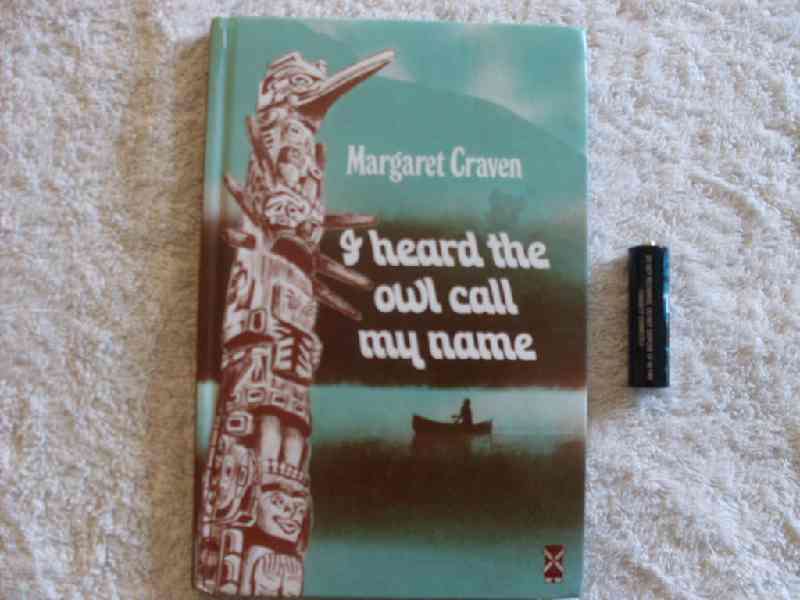 Margaret Craven
I heard the
owl call
my name